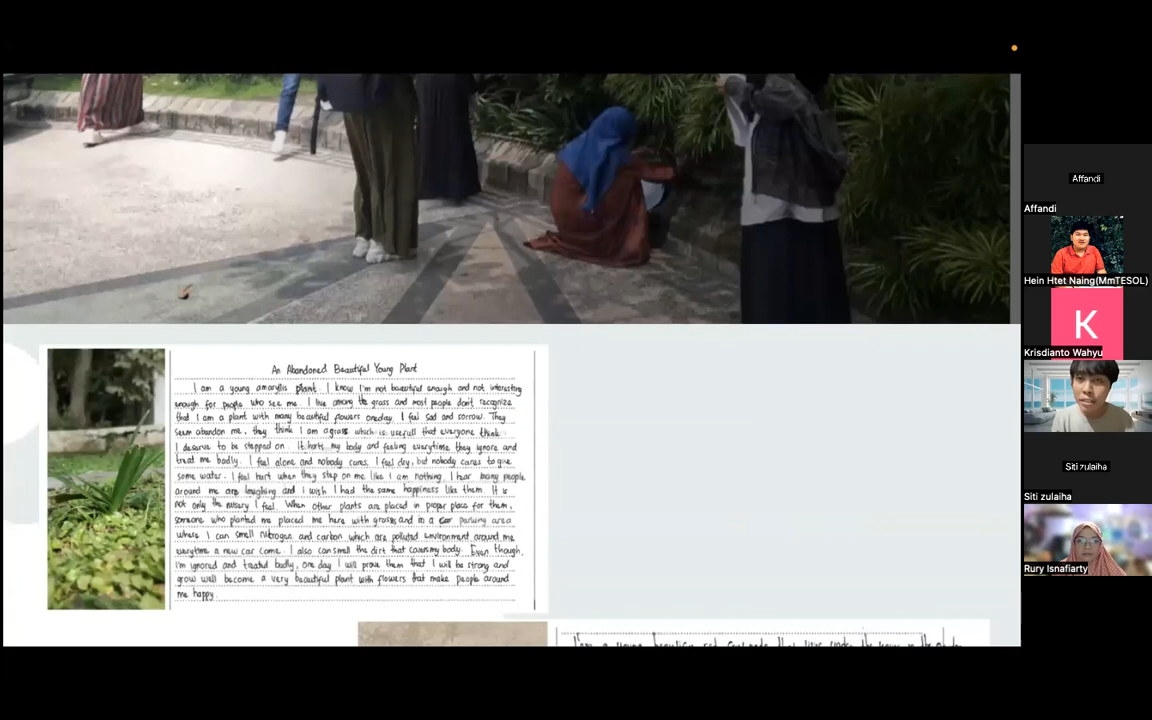 An Abandoned Beautiful Young Plant
I am a young amaryllis plant. I know I'm not beautiful enough and not interesting
enough for people who see me. I live among the grass and most people don't recognize
that I am a plant with many beautiful flowers oneday. I feel sad and sorrow. They
seem abandon me, they think I am a grass which is usefull that everyone think
I deserve to be stepped on. It hurts my body and feeling everytime they ignore and
treat me badly. I feel alone and nobody cares. I feel dry, but nobody cares to give
some water. I feel hurt when they step on me like I am nothing. I hear many people
around me are laughing and I wish I had the same happiness like them. It is
not only the misery I feel. When other plants are placed in proper place for them,
someone who planted me placed me here with grasses and in a car parking area
where I can smell nitrogen and carbon which are polluted environment around me
everytime a new car come. I also can smell the dirt that covers my body. Even though,
I'm ignored and treated badly, one day I will prove them that I will be strong and
grow well become a very beautiful plant with flowers that make people around
me happy.
Affandi
Affandi
Hein Htet Naing(MmTESOL)
K
Krisdianto Wahyu
Siti zulaiha
Siti zulaiha
Rury Isnafiarty